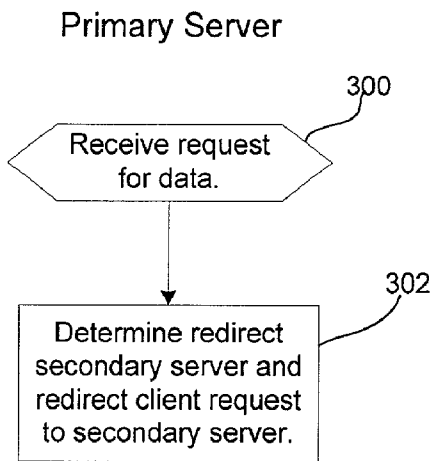 Primary Server
300
Receive request
for data.
302
Determine redirect
secondary server and
redirect client request
to secondary server.